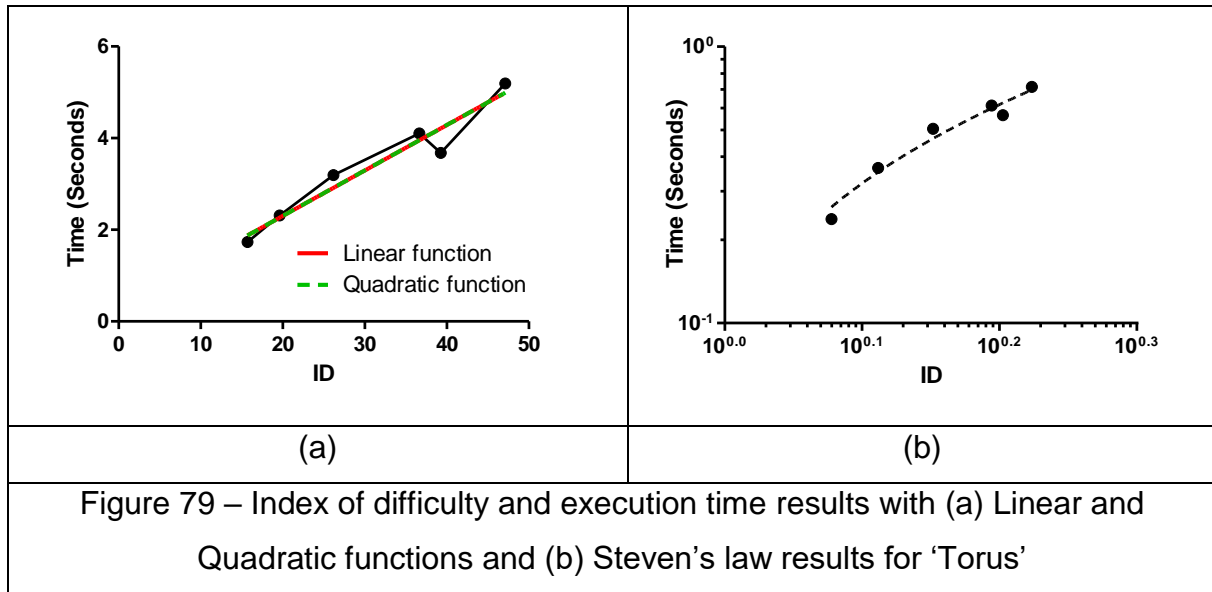 6
4
2
0
Time (Seconds)
Linear function
Quadratic function
0 10 20 30 40 50
ID
10^0
10^-1
Time (Seconds)
10^0.0 10^0.1 10^0.2 10^0.3
ID
(a) (b)
Figure 79 – Index of difficulty and execution time results with (a) Linear and
Quadratic functions and (b) Steven’s law results for ‘Torus’